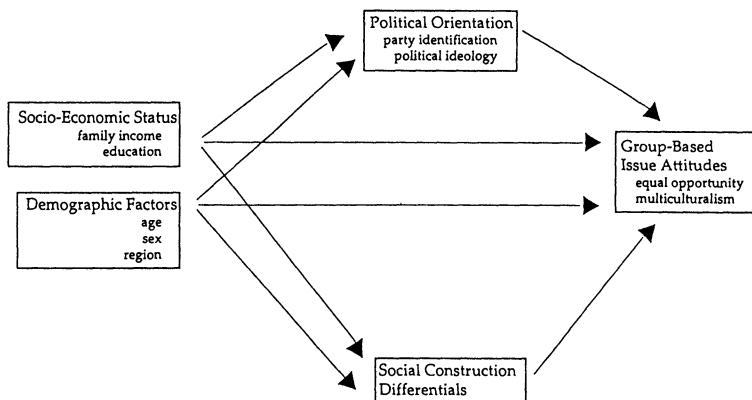 Political Orientation
party identification
political ideology
Socio-Economic Status
family income
education
Group-Based
Issue Attitudes
equal opportunity
multiculturalism
Demographic Factors
age
sex
region
Social Construction
Differentials